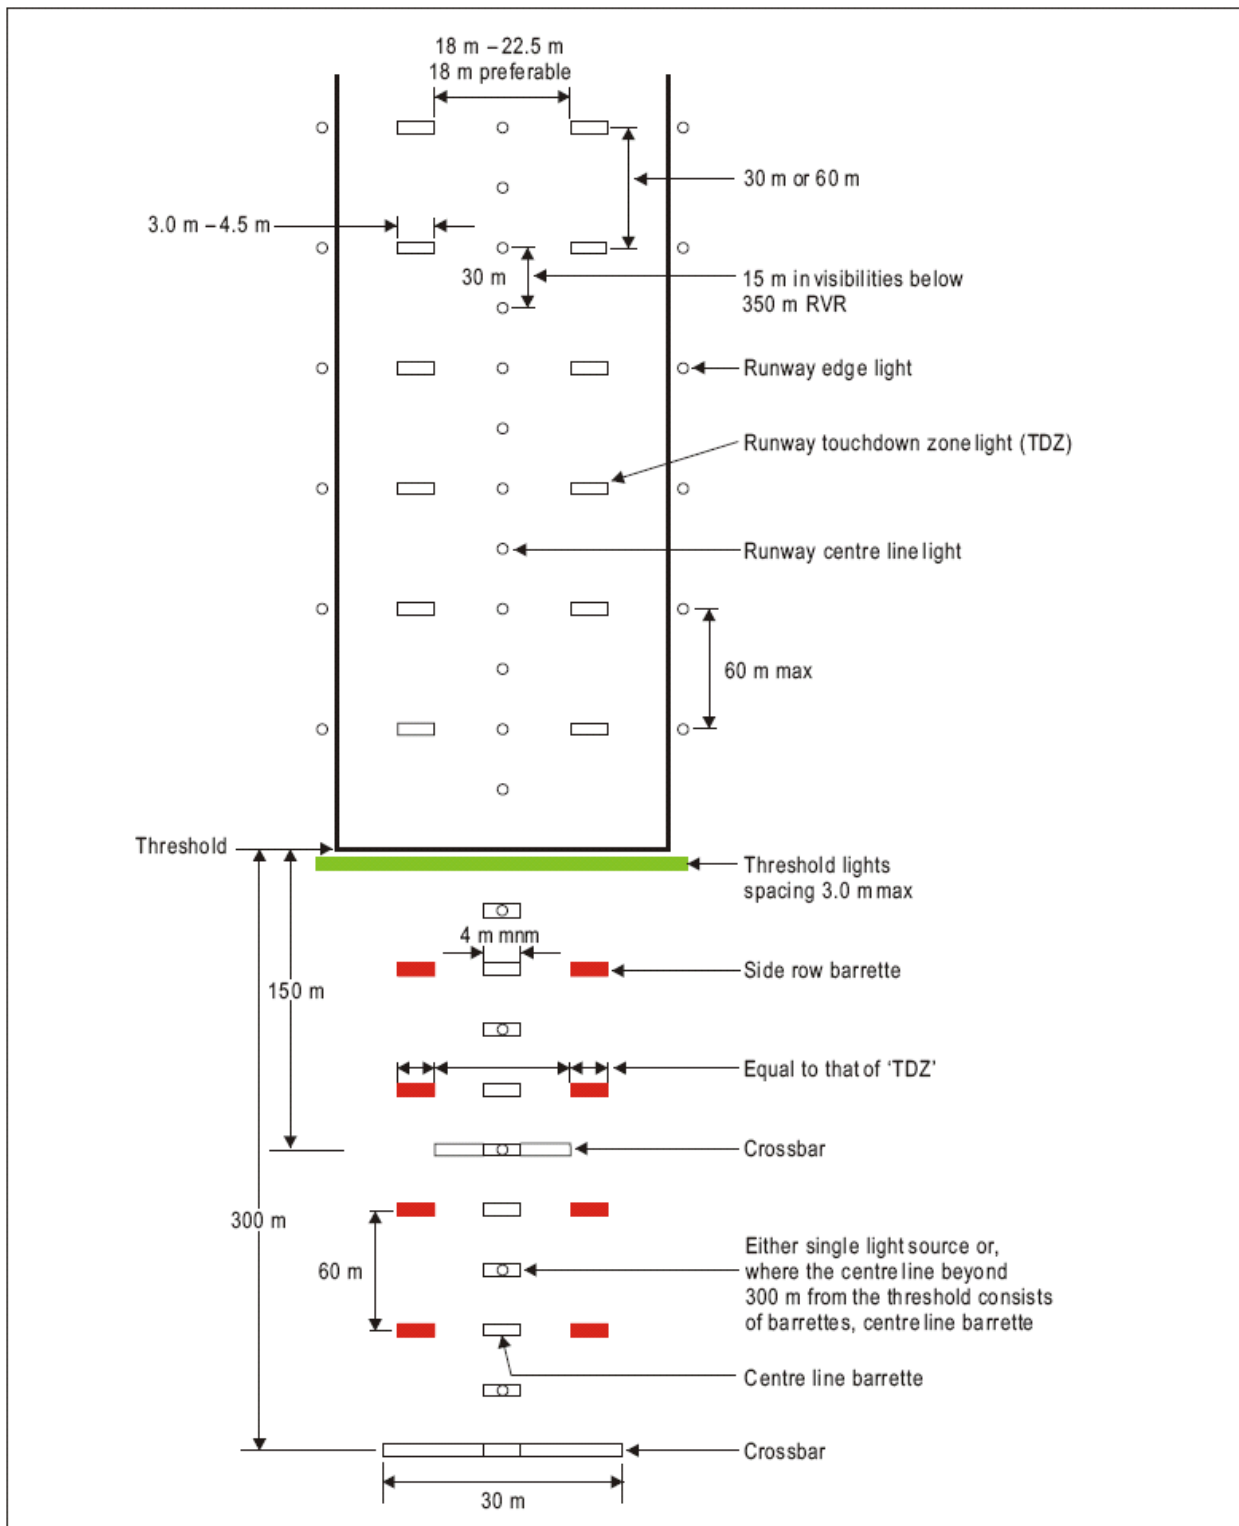 18 m – 22.5 m
18 m preferable
30 m or 60 m
3.0 m – 4.5 m
30 m
15 m in visibilities below
350 m RVR
Runway edge light
Runway touchdown zone light (TDZ)
Runway centre line light
60 m max
Threshold
Threshold lights
spacing 3.0 m max
4 m mnm
Side row barrette
150 m
Equal to that of ‘TDZ’
Crossbar
300 m
60 m
Either single light source or,
where the centre line beyond
300 m from the threshold consists
of barrettes, centre line barrette
Centre line barrette
Crossbar
30 m